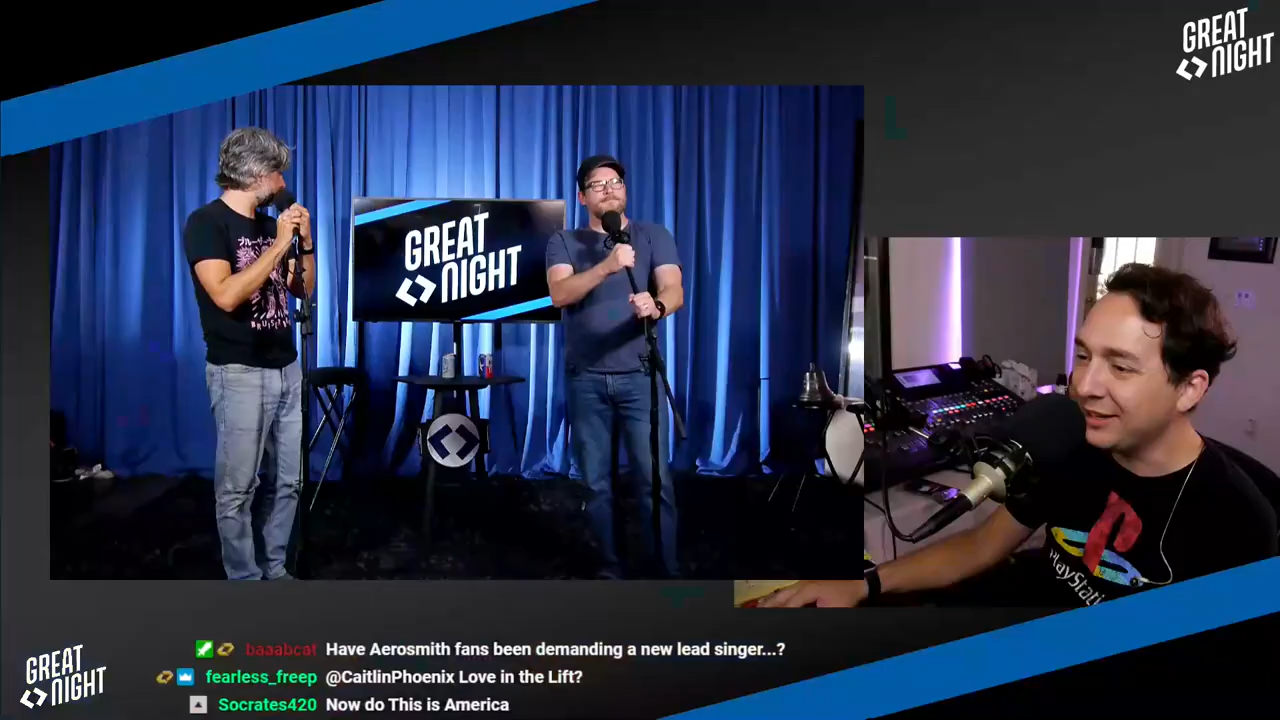 GREAT
NIGHT
GREAT
NIGHT
PlayStati
GREAT
NIGHT
baaabcat Have Aerosmith fans been demanding a new lead singer...?
fearless_freep @CaitlinPhoenix Love in the Lift?
Socrates420 Now do This is America